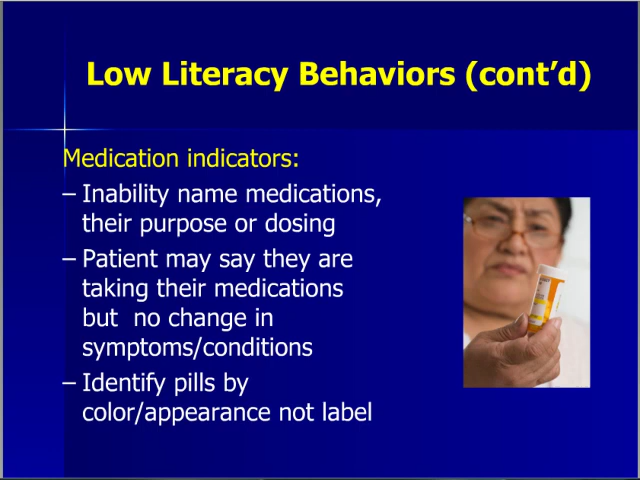 Low Literacy Behaviors (cont’d)
Medication indicators:
– Inability name medications,
their purpose or dosing
– Patient may say they are
taking their medications
but  no change in
symptoms/conditions
– Identify pills by
color/appearance not label